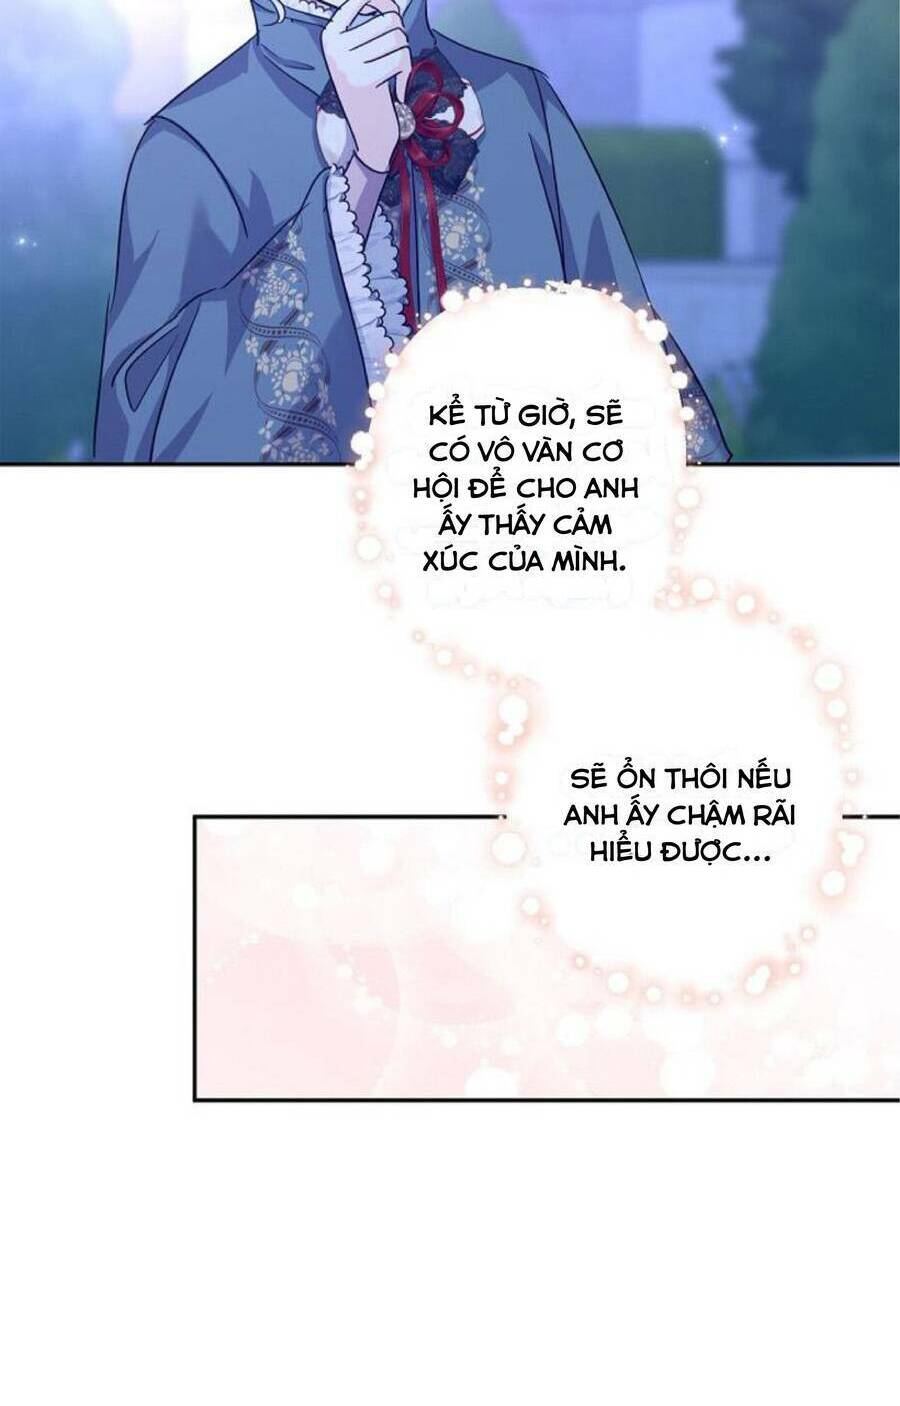 KỂ TỪ GIỜ, SẼ
CÓ VÔ VÀN CƠ
HỘI ĐỂ CHO ANH
ẤY THẤY CẢM
XÚC CỦA MÌNH.
SẼ ỔN THÔI NẾU
ANH ẤY CHẬM RÃI
HIỂU ĐƯỢC...